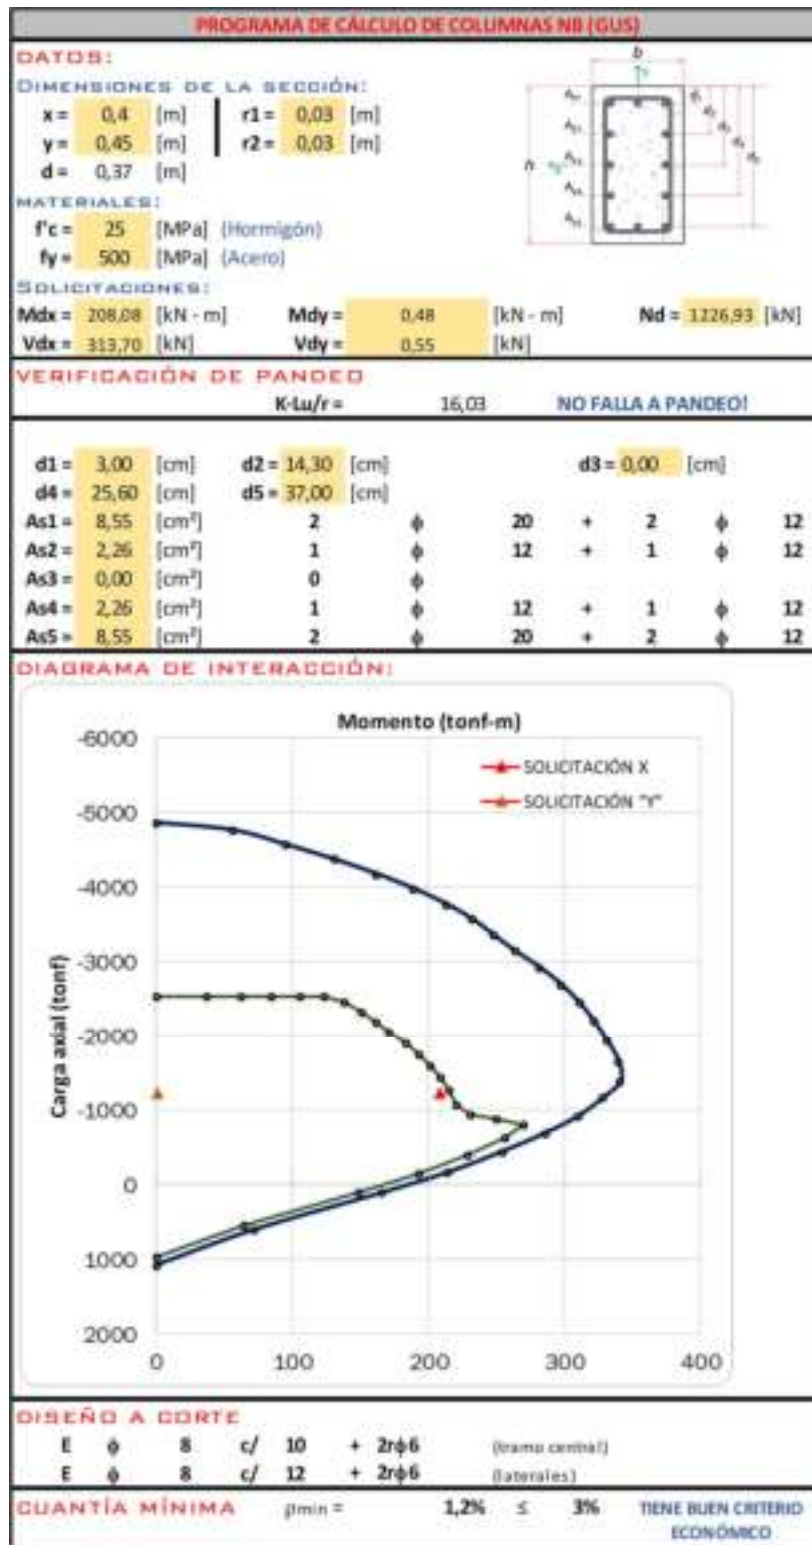 PROGRAMA DE CÁLCULO DE COLUMNAS NB (GUS)
DATOS:
DIMENSIONES DE LA SECCIÓN:
x = 0,4 [m] r1 = 0,03 [m]
y = 0,45 [m] r2 = 0,03 [m]
d = 0,37 [m]
b
h
MATERIALES:
f'c = 25 [MPa] (Hormigón)
fy = 500 [MPa] (Acero)
SOLICITACIONES:
Mdx = 208,08 [kN - m] Mdy = 0,48 [kN - m] Nd = 1226,93 [kN]
Vdx = 313,70 [kN] Vdy = 0,55 [kN]
VERIFICACIÓN DE PANDEO
K-Lu/r = 16,03 NO FALLA A PANDEO!
d1 = 3,00 [cm] d2 = 14,30 [cm] d3 = 0,00 [cm]
d4 = 25,60 [cm] d5 = 37,00 [cm]
As1 = 8,55 [cm²] 2 ϕ 20 + 2 ϕ 12
As2 = 2,26 [cm²] 1 ϕ 12 + 1 ϕ 12
As3 = 0,00 [cm²] 0 ϕ
As4 = 2,26 [cm²] 1 ϕ 12 + 1 ϕ 12
As5 = 8,55 [cm²] 2 ϕ 20 + 2 ϕ 12
DIAGRAMA DE INTERACCIÓN:
Momento (tonf-m)
SOLICITACIÓN X
SOLICITACIÓN "Y"
Carga axial (tonf)
-6000
-5000
-4000
-3000
-2000
-1000
0
1000
2000
0 100 200 300 400
DISEÑO A CORTE
E ϕ 8 c/ 10 + 2rϕ6 (tramo central)
E ϕ 8 c/ 12 + 2rϕ6 (laterales)
CUANTÍA MÍNIMA ρmin = 1,2% ≤ 3% TIENE BUEN CRITERIO
ECONÓMICO